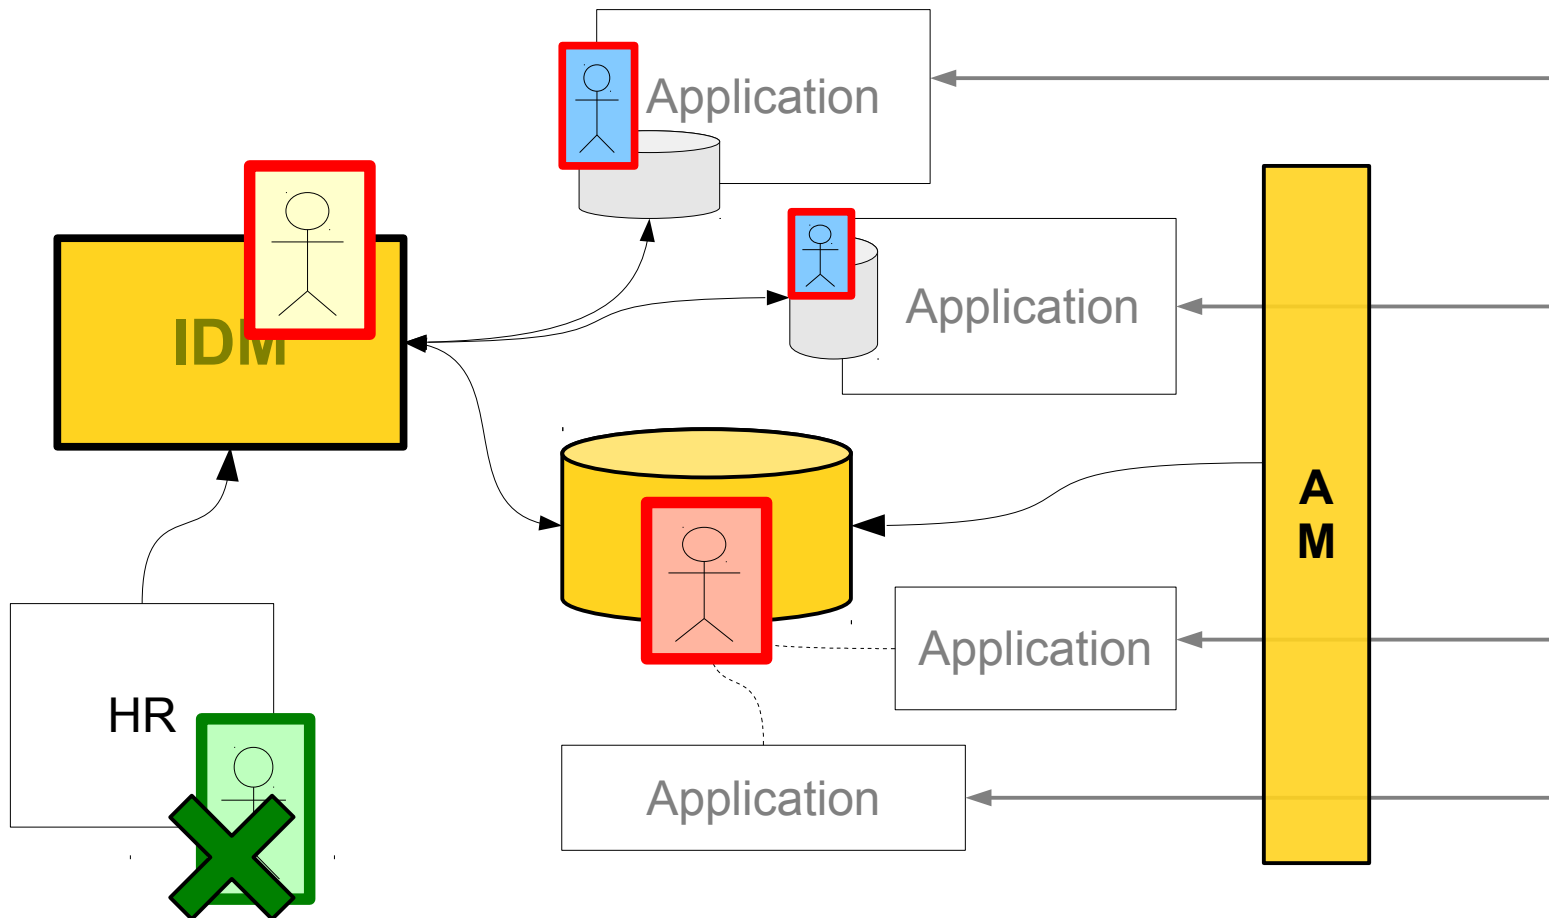 Application
IDM
Application
A
M
Application
HR
Application